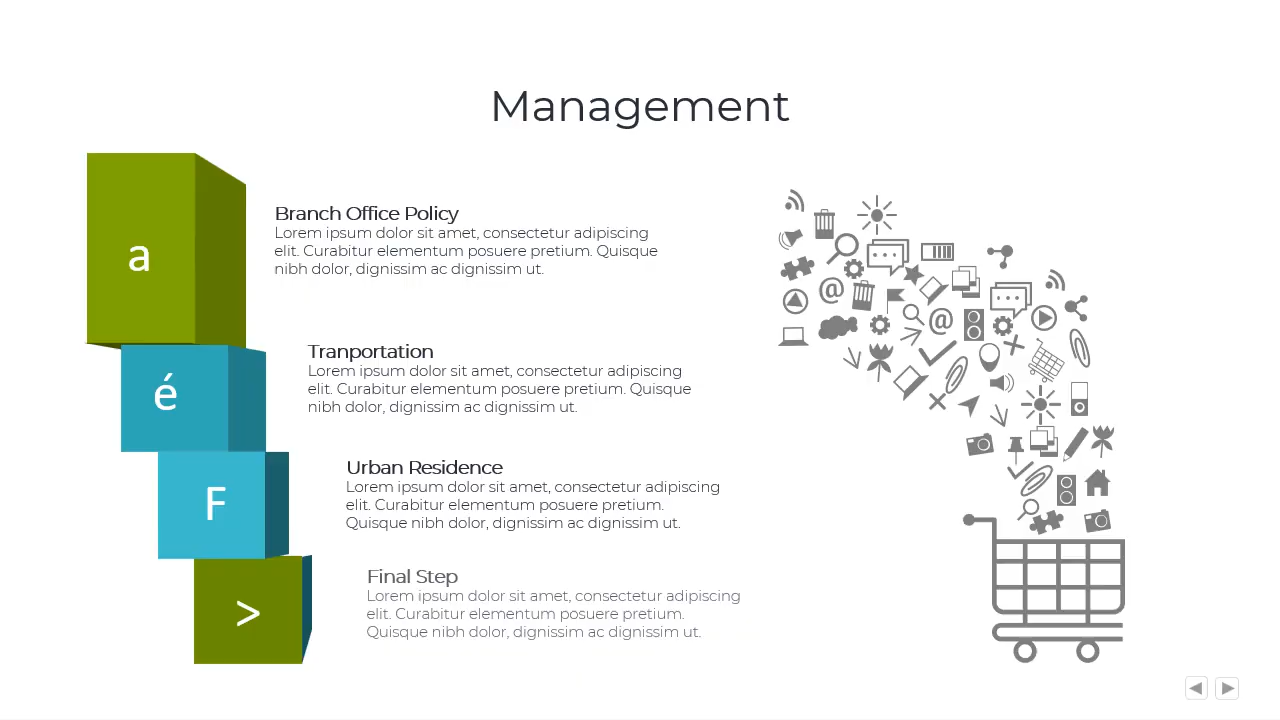 Management
a
Branch Office Policy
Lorem ipsum dolor sit amet, consectetur adipiscing
elit. Curabitur elementum posuere pretium. Quisque
nibh dolor, dignissim ac dignissim ut.
é
Tranportation
Lorem ipsum dolor sit amet, consectetur adipiscing
elit. Curabitur elementum posuere pretium. Quisque
nibh dolor, dignissim ac dignissim ut.
F
Urban Residence
Lorem ipsum dolor sit amet, consectetur adipiscing
elit. Curabitur elementum posuere pretium.
Quisque nibh dolor, dignissim ac dignissim ut.
>
Final Step
Lorem ipsum dolor sit amet, consectetur adipiscing
elit. Curabitur elementum posuere pretium.
Quisque nibh dolor, dignissim ac dignissim ut.